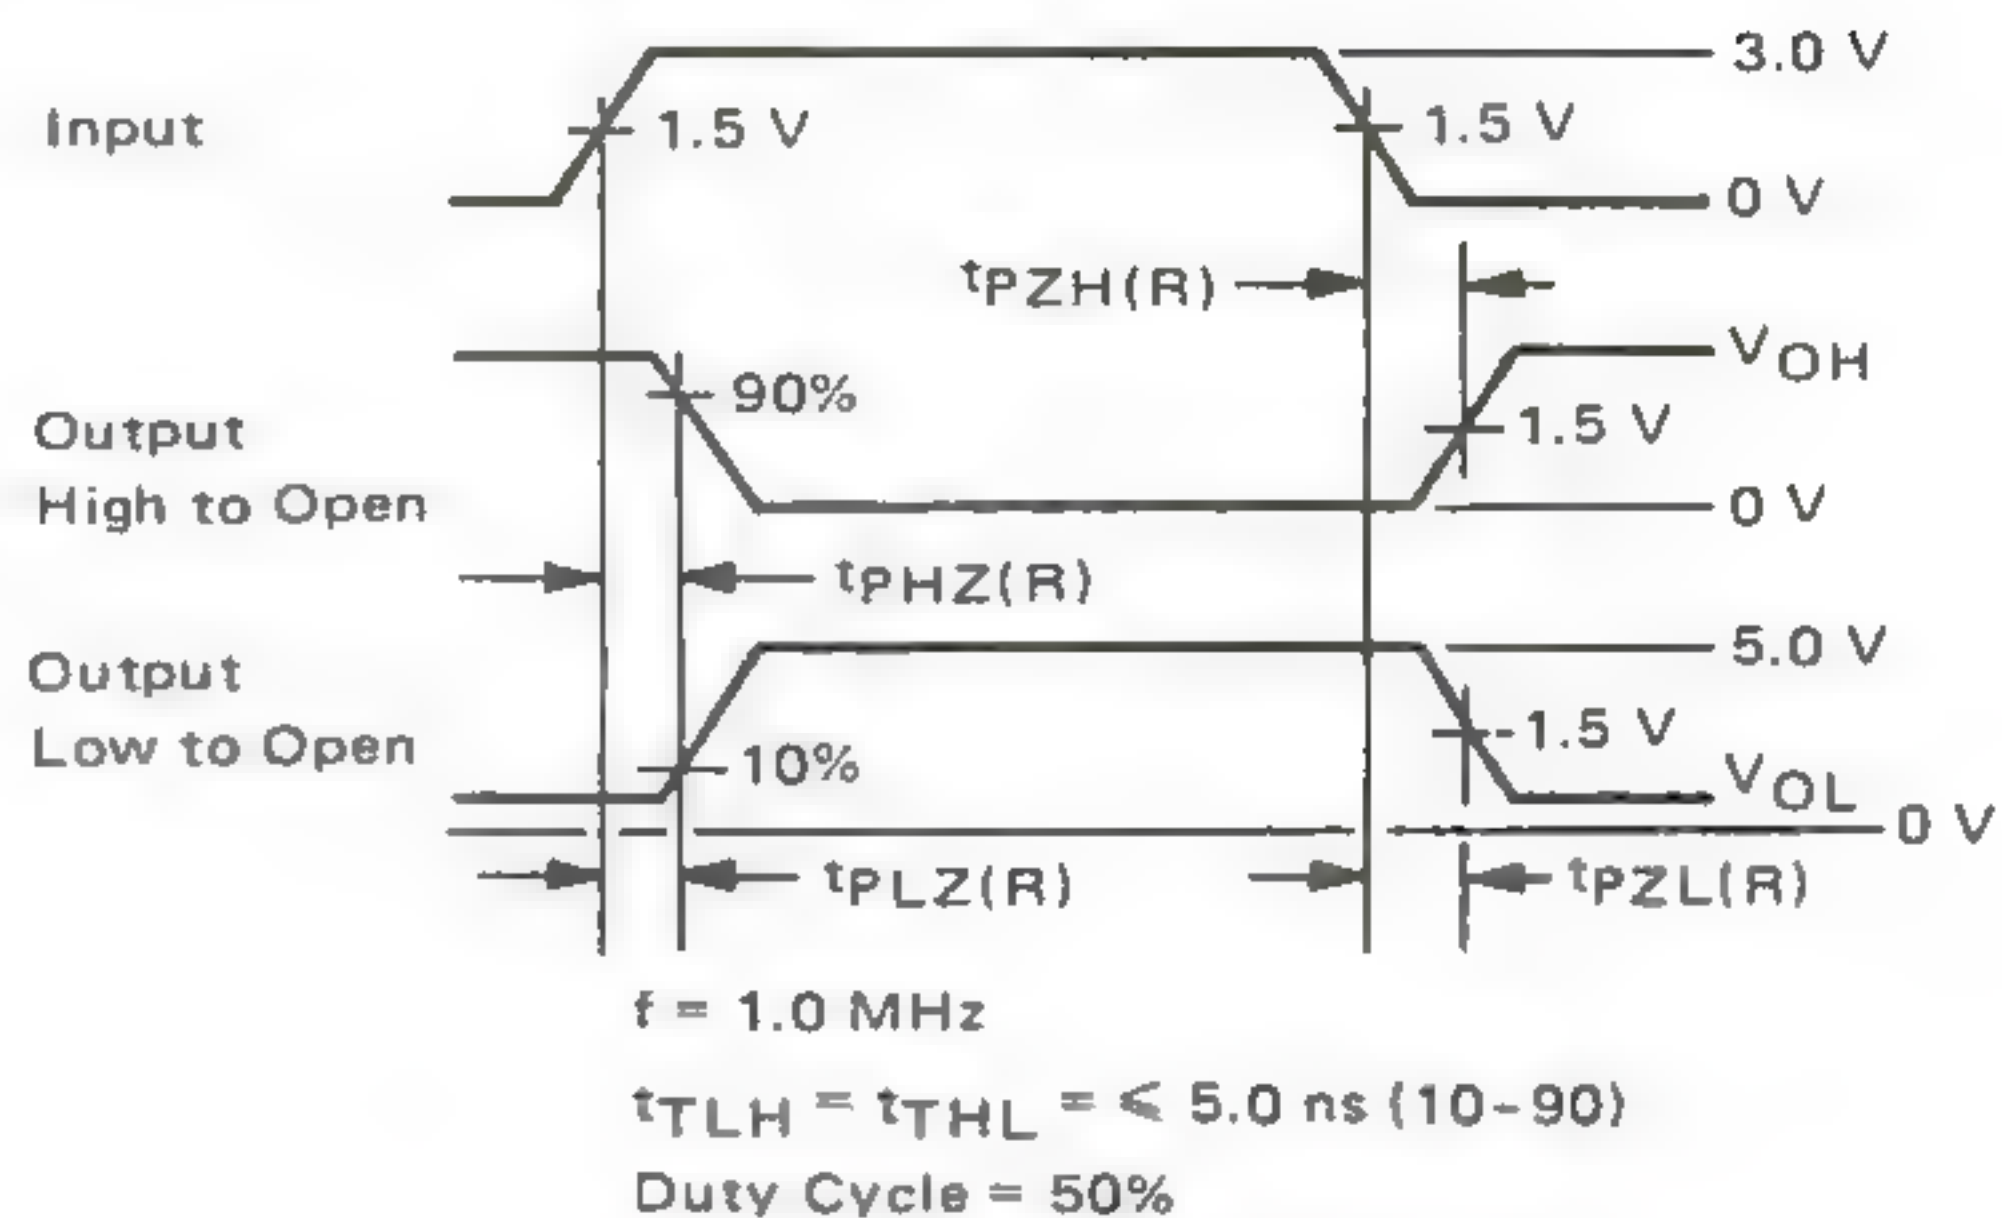 3.0 V
Input
1.5 V
1.5 V
0 V
tPZH(R)
VOH
90%
Output
High to Open
1.5 V
0 V
tPHZ(R)
5.0 V
Output
Low to Open
1.5 V
10%
VOL
0 V
tPLZ(R)
tPZL(R)
f = 1.0 MHz
tTLH = tTHL = ≤ 5.0 ns (10-90)
Duty Cycle = 50%